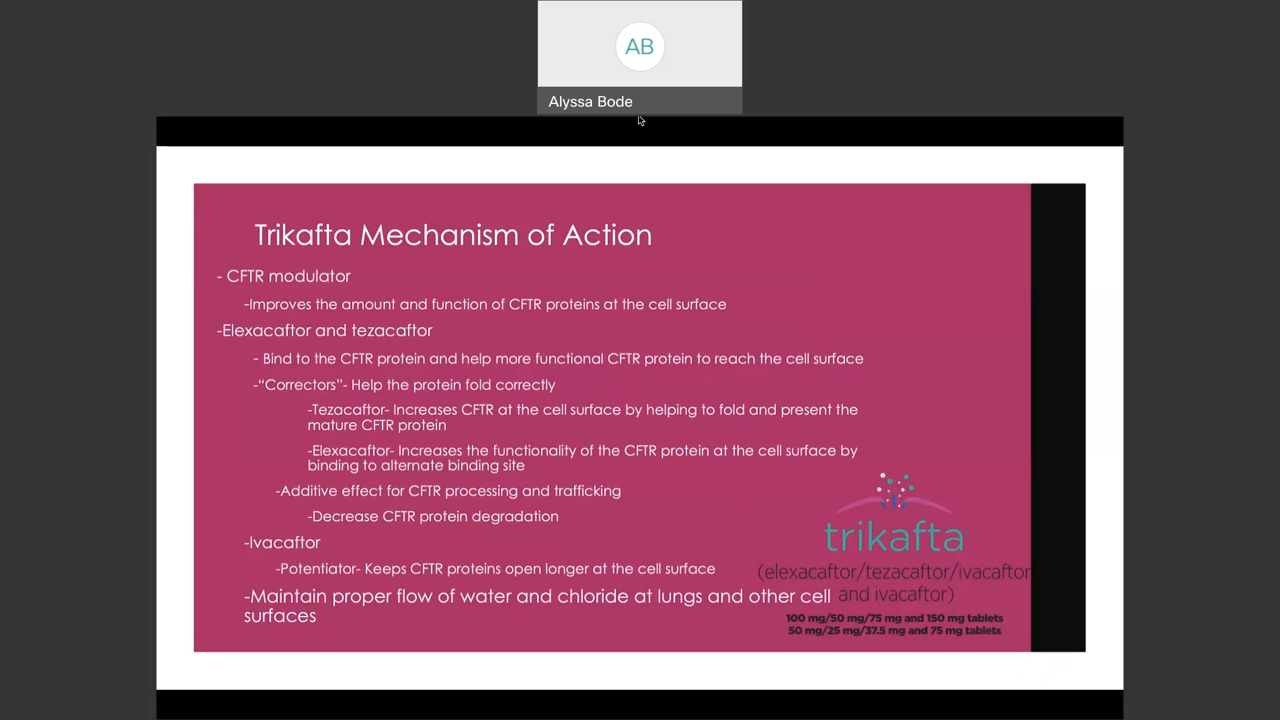 AB
Alyssa Bode
Trikafta Mechanism of Action
- CFTR modulator
-Improves the amount and function of CFTR proteins at the cell surface
-Elexacaftor and tezacaftor
- Bind to the CFTR protein and help more functional CFTR protein to reach the cell surface
-“Correctors”- Help the protein fold correctly
-Tezacaftor- Increases CFTR at the cell surface by helping to fold and present the
mature CFTR protein
-Elexacaftor- Increases the functionality of the CFTR protein at the cell surface by
binding to alternate binding site
-Additive effect for CFTR processing and trafficking
-Decrease CFTR protein degradation
-Ivacaftor
-Potentiator- Keeps CFTR proteins open longer at the cell surface
-Maintain proper flow of water and chloride at lungs and other cell
surfaces
trikafta
(elexacaftor/tezacaftor/ivacaftor
and ivacaftor)
100 mg/50 mg/75 mg and 150 mg tablets
50 mg/25 mg/37.5 mg and 75 mg tablets